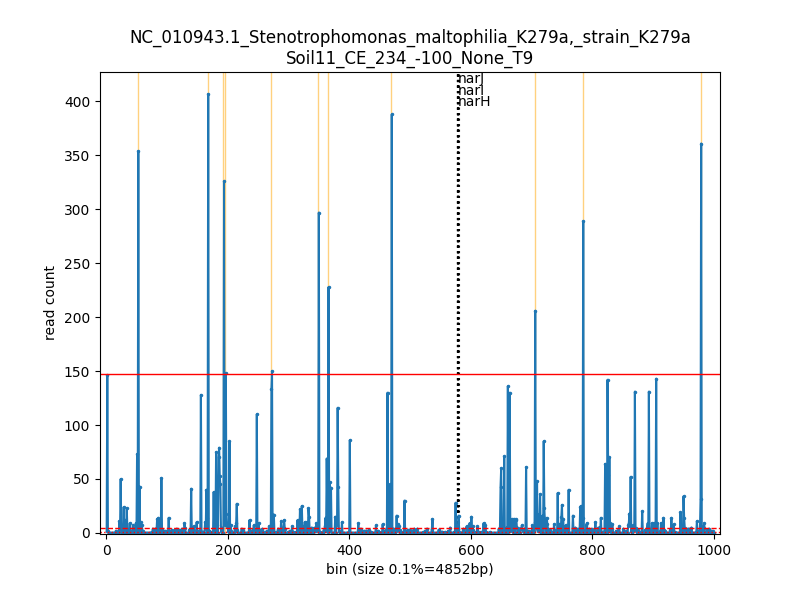 NC_010943.1_Stenotrophomonas_maltophilia_K279a,_strain_K279a
Soil11_CE_234_-100_None_T9
narJ
narI
narH
400
350
300
250
200
150
100
50
0
read count
0 200 400 600 800 1000
bin (size 0.1%=4852bp)